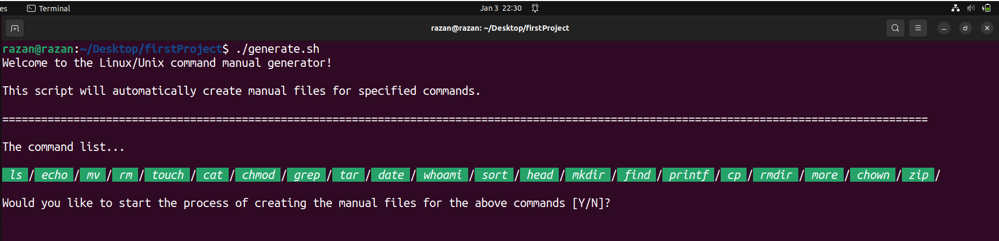 es Terminal Jan 3 22:30
razan@razan: ~/Desktop/firstProject
razan@razan:~/Desktop/firstProject$ ./generate.sh
Welcome to the Linux/Unix command manual generator!
This script will automatically create manual files for specified commands.
===============================================================================================================================================
The command list...
ls / echo / mv / rm / touch / cat / chmod / grep / tar / date / whoami / sort / head / mkdir / find / printf / cp / rmdir / more / chown / zip /
Would you like to start the process of creating the manual files for the above commands [Y/N]?